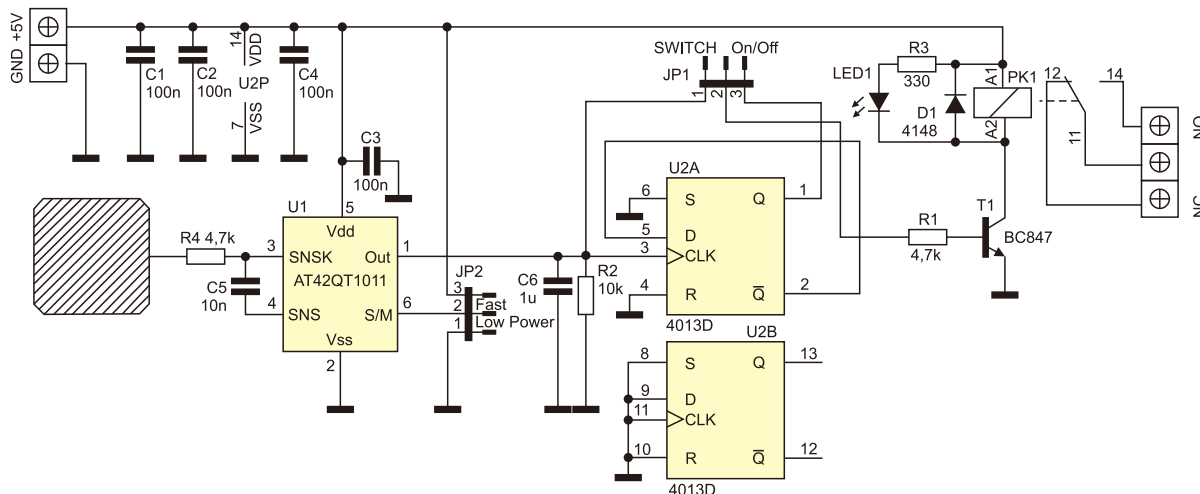 GND +5V
C1
100n
C2
100n
14
VDD
U2P
7
VSS
C4
100n
C3
100n
SWITCH On/Off
JP1
1
2
3
LED1
R3
330
D1
4148
A1
PK1
A2
12
14
11
NO
NC
U1
5
Vdd
R4 4,7k
3
SNSK
Out
1
AT42QT1011
C5
10n
4
SNS
S/M
6
Vss
2
JP2
3
2
1
Fast
Low Power
C6
1u
R2
10k
U2A
6
S
Q
1
5
D
3
CLK
4
R
Q
2
4013D
R1
4,7k
T1
BC847
U2B
8
S
Q
13
9
D
11
CLK
10
R
Q
12
4013D